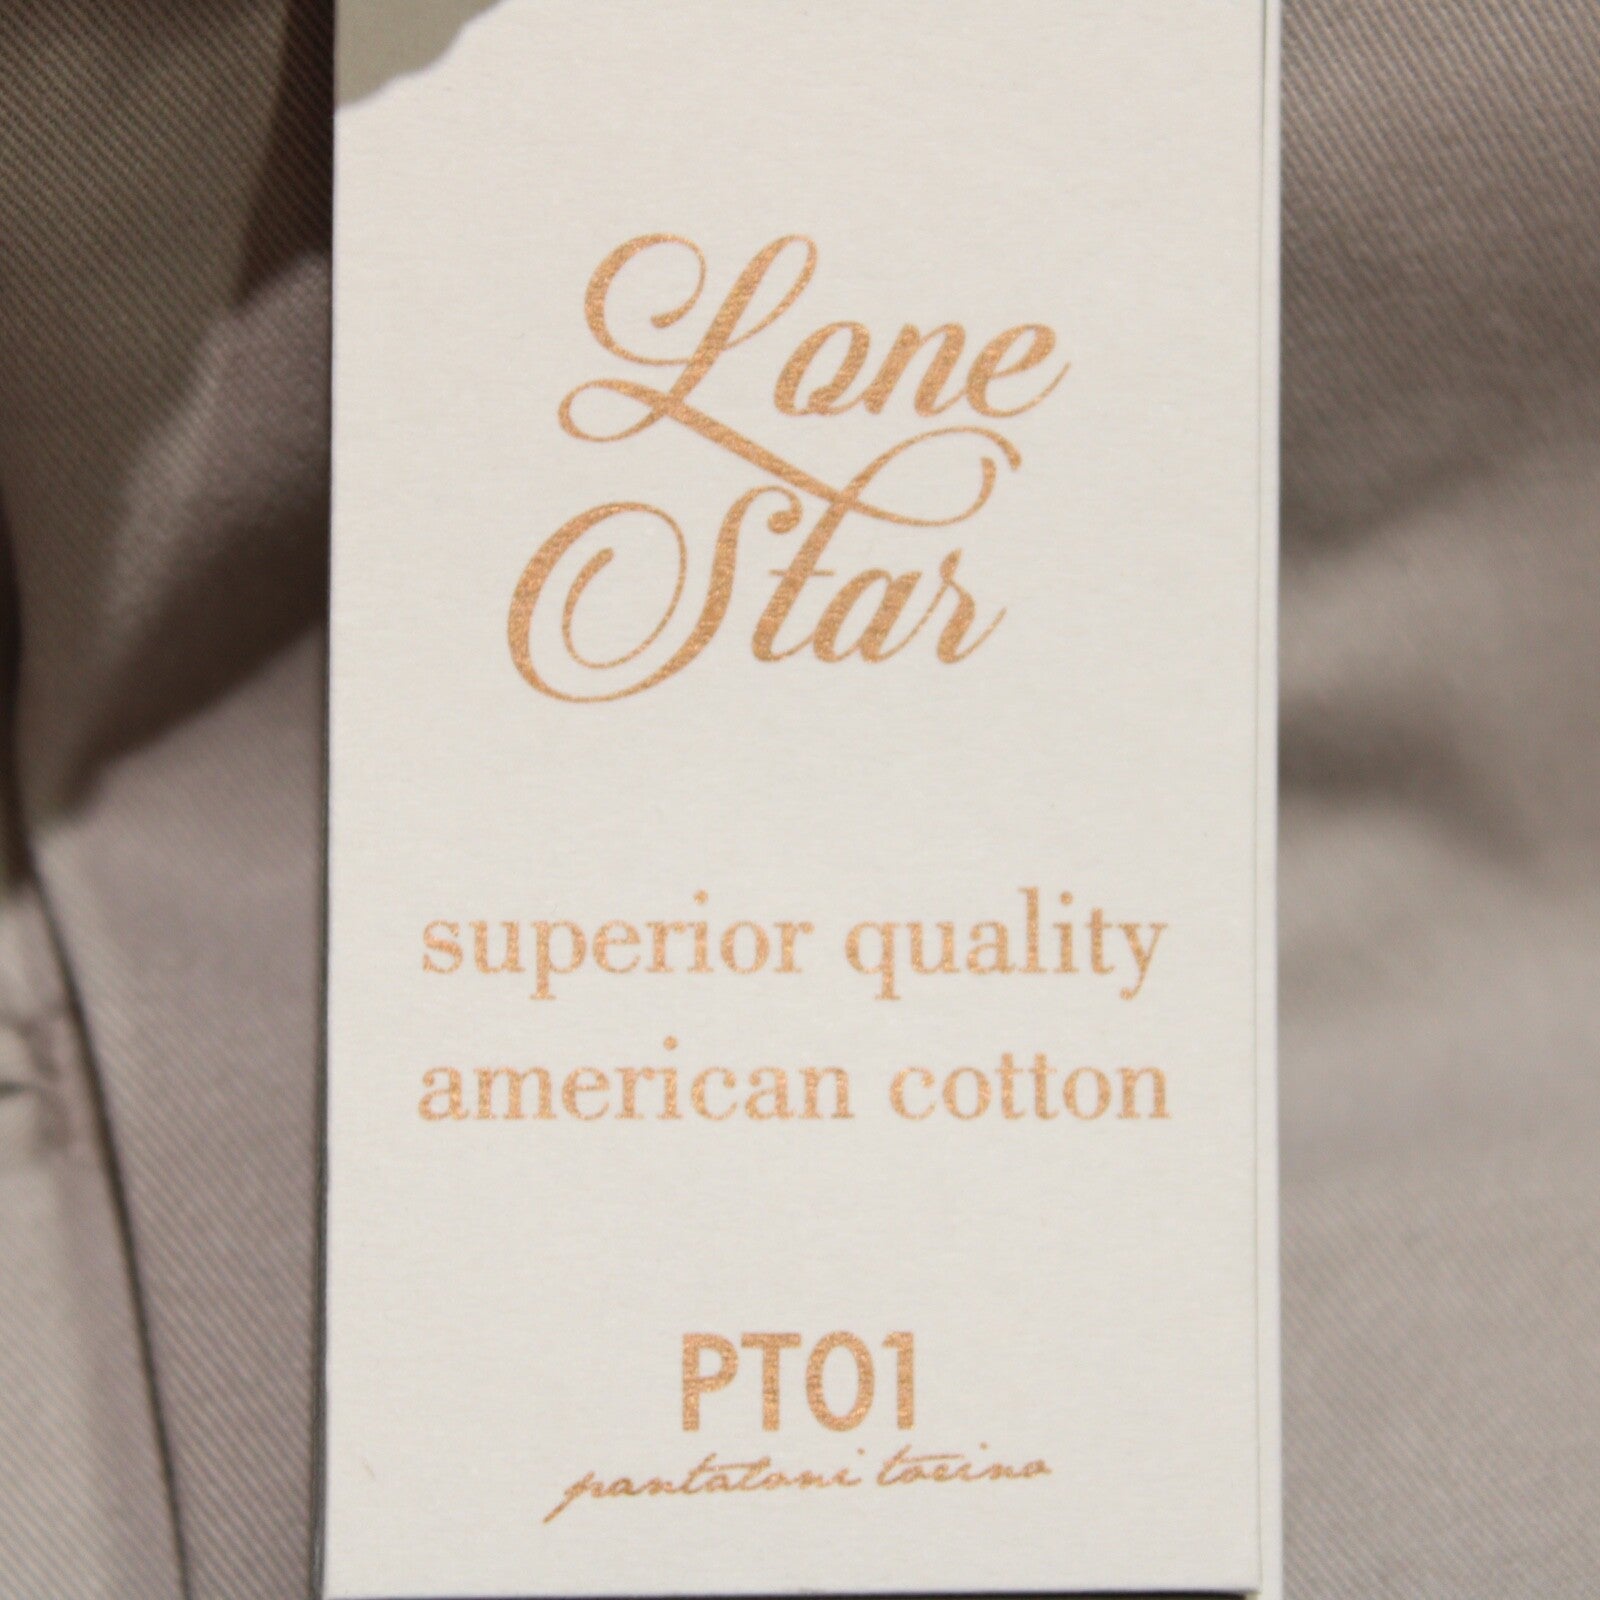 Lone
Star
superior quality
american cotton
PT01
pantaloni torino